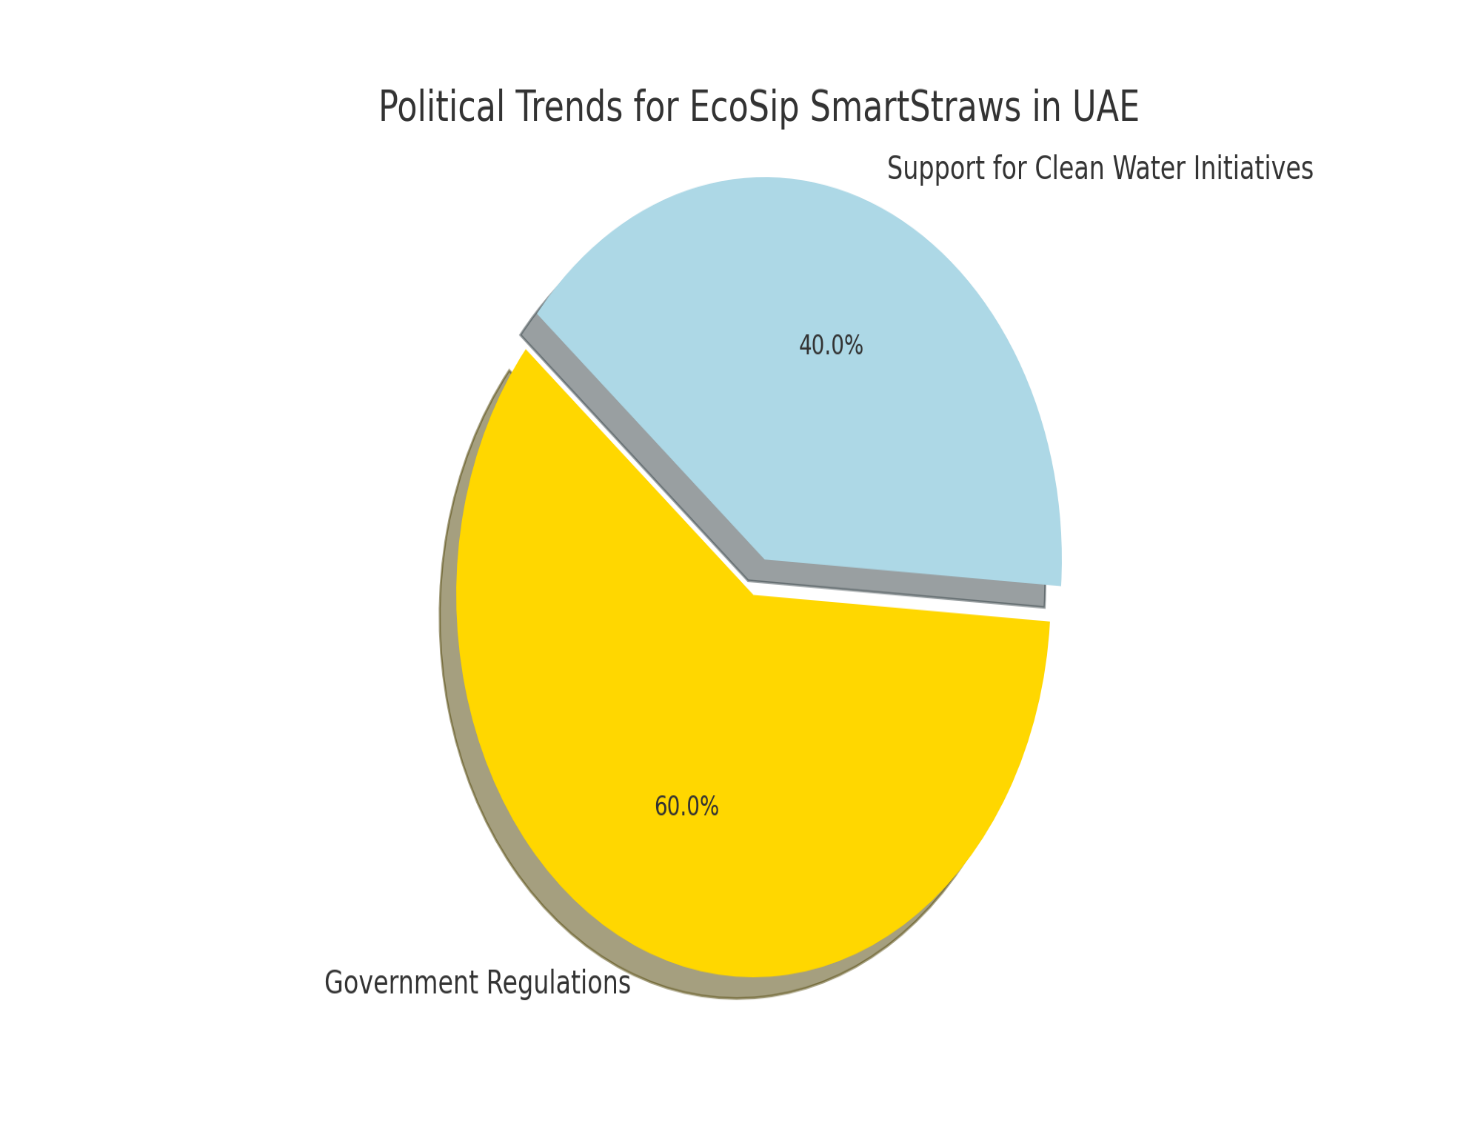 Political Trends for EcoSip SmartStraws in UAE
Support for Clean Water Initiatives
40.0%
60.0%
Government Regulations